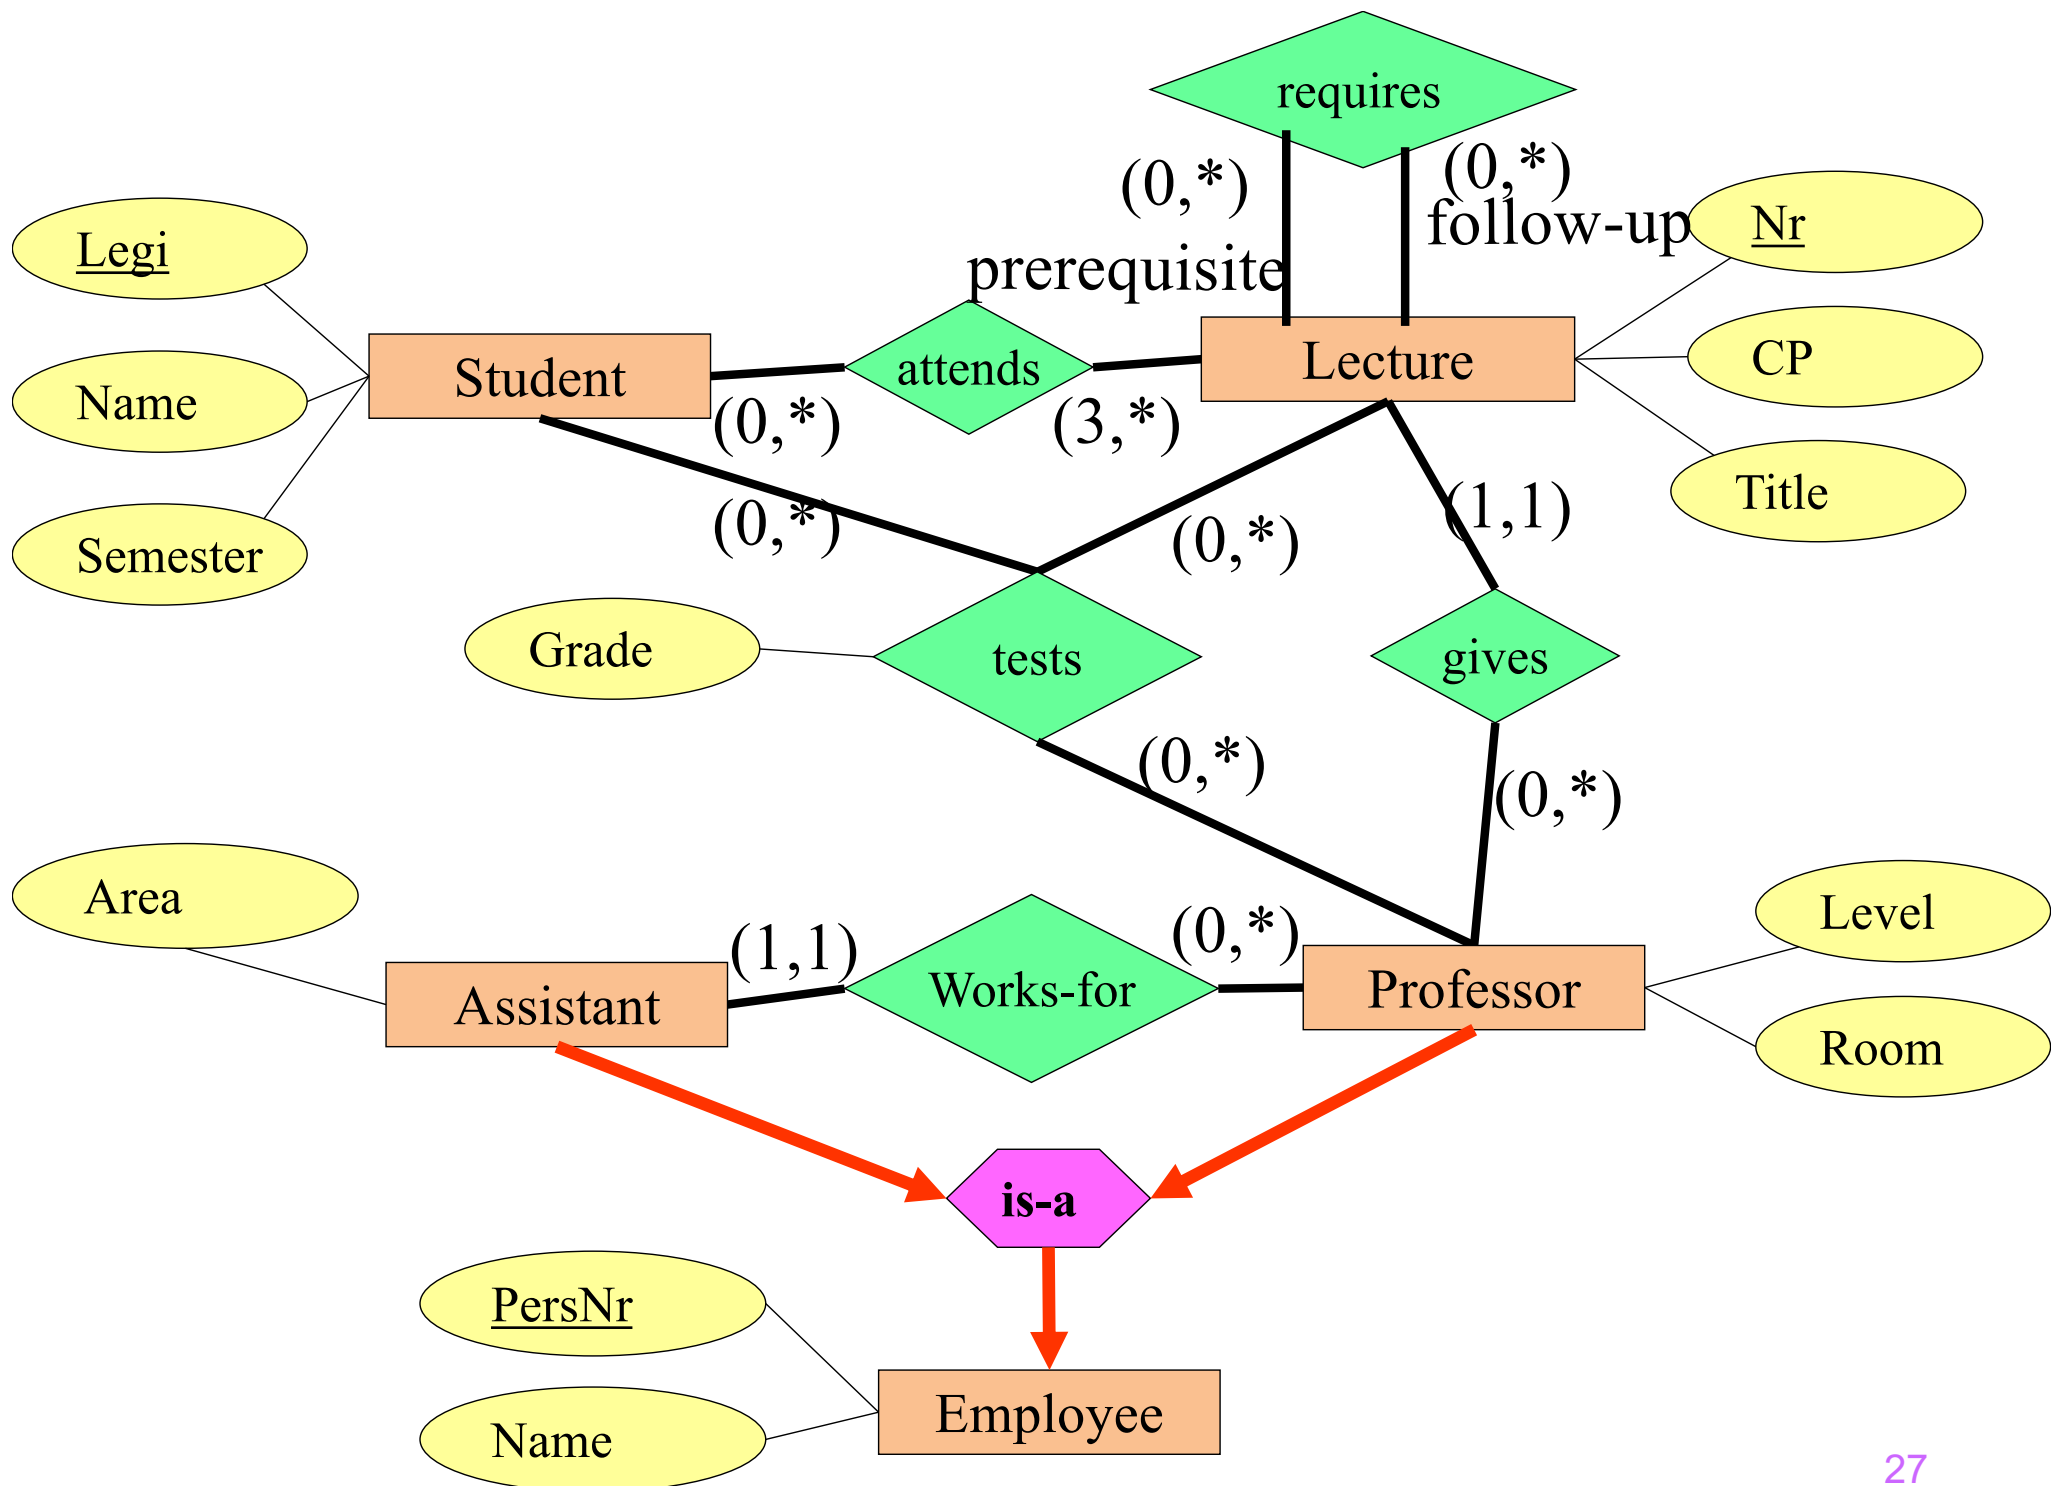 requires
(0,*)
(0,*)
follow-up
prerequisite
Legi
Name
Semester
Student
attends
Lecture
Nr
CP
Title
(0,*)
(3,*)
(0,*)
(0,*)
(1,1)
Grade
tests
gives
(0,*)
(0,*)
Area
Assistant
(1,1)
Works-for
(0,*)
Professor
Level
Room
is-a
PersNr
Name
Employee
27